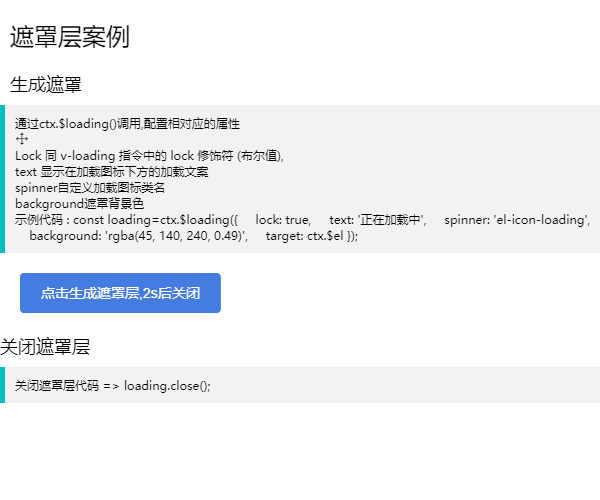 遮罩层案例
生成遮罩
通过ctx.$loading()调用,配置相对应的属性
Lock 同 v-loading 指令中的 lock 修饰符 (布尔值),
text 显示在加载图标下方的加载文案
spinner自定义加载图标类名
background遮罩背景色
示例代码 : const loading=ctx.$loading({ lock: true, text: '正在加载中', spinner: 'el-icon-loading',
background: 'rgba(45, 140, 240, 0.49)', target: ctx.$el });
点击生成遮罩层,2s后关闭
关闭遮罩层
关闭遮罩层代码 => loading.close();